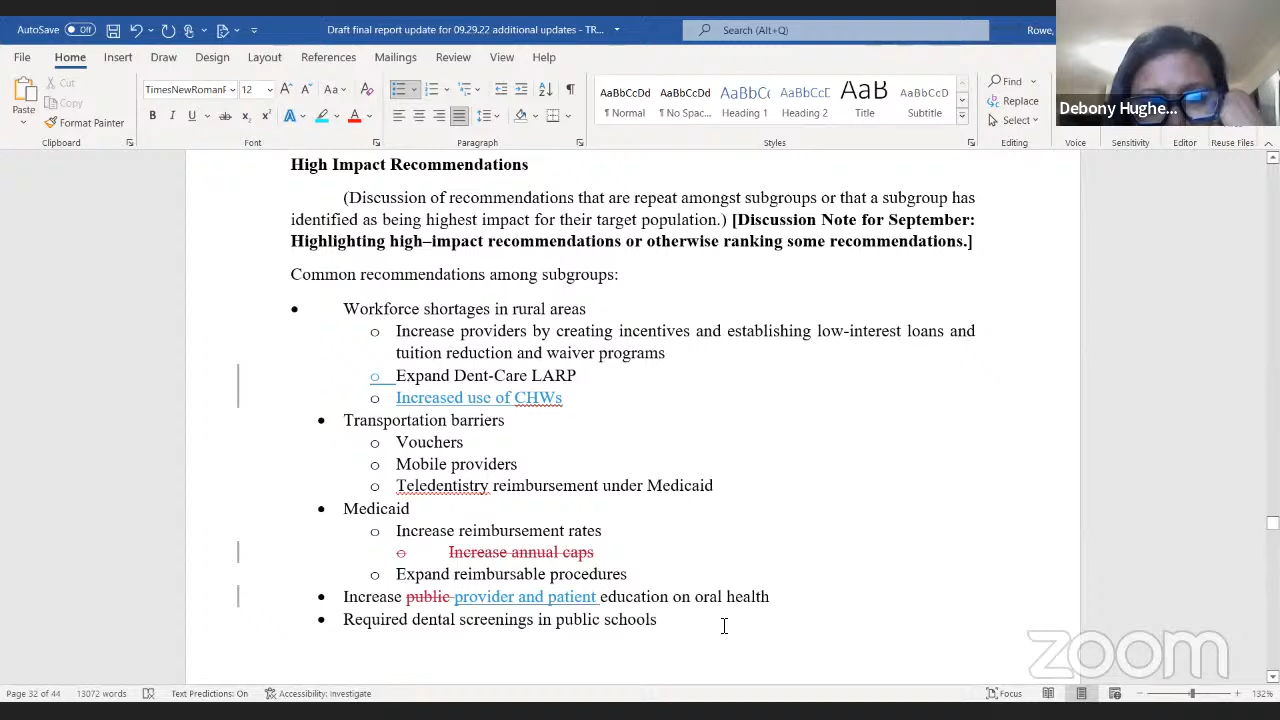 AutoSave Off Draft final report update for 09.29.22 additional updates - TR... Search (Alt+Q) Rowe,
File Home Insert Draw Design Layout References Mailings Review View Help
Paste Cut Copy Format Painter
TimesNewRomanF 12
AaBbCcDd AaBbCcDd AaBbCc AaBbCcC AaB AaBbCcD
¶ Normal ¶ No Spac... Heading 1 Heading 2 Title Subtitle
Find Replace Select
Debony Hughe...
Clipboard Font Paragraph Styles Editing Voice Sensitivity Editor Reuse Files
High Impact Recommendations
(Discussion of recommendations that are repeat amongst subgroups or that a subgroup has
identified as being highest impact for their target population.) [Discussion Note for September:
Highlighting high–impact recommendations or otherwise ranking some recommendations.]
Common recommendations among subgroups:
• Workforce shortages in rural areas
o Increase providers by creating incentives and establishing low-interest loans and
tuition reduction and waiver programs
o Expand Dent-Care LARP
o Increased use of CHWs
• Transportation barriers
o Vouchers
o Mobile providers
o Teledentistry reimbursement under Medicaid
• Medicaid
o Increase reimbursement rates
o Increase annual caps
o Expand reimbursable procedures
• Increase public provider and patient education on oral health
• Required dental screenings in public schools
zoom
Page 32 of 44 13072 words Text Predictions: On Accessibility: Investigate Focus 132%